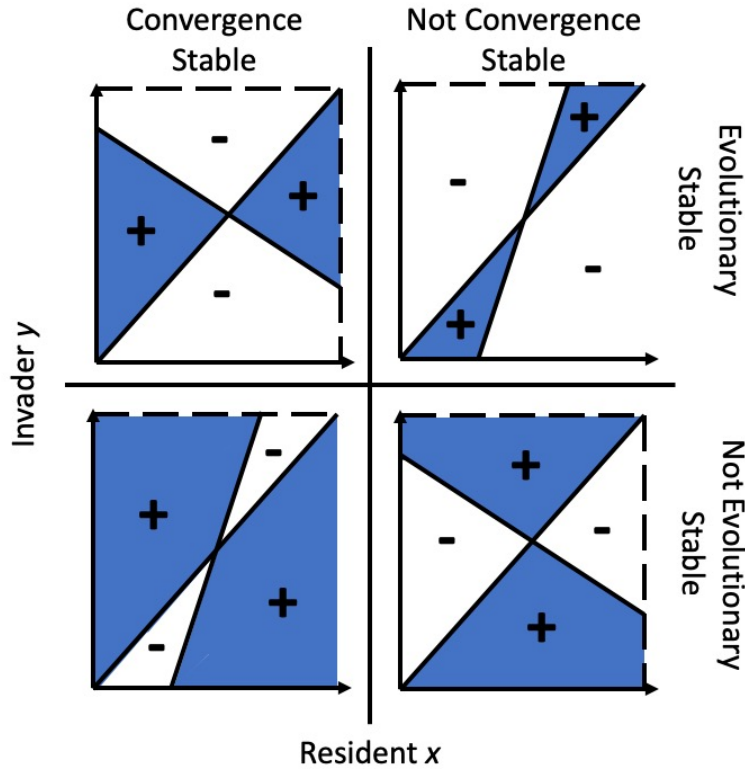 Convergence
Stable
Not Convergence
Stable
-
+
+
-
+
-
-
+
Evolutionary
Stable
Invader y
-
+
+
-
+
-
-
+
Not Evolutionary
Stable
Resident x